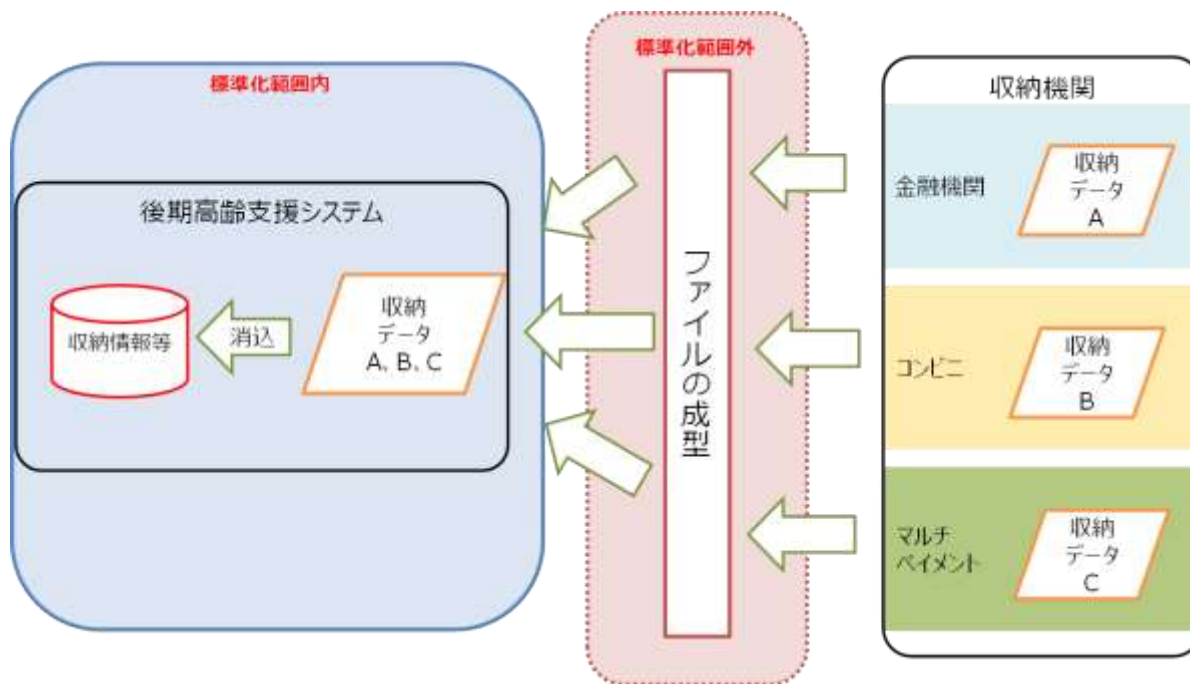 標準化範囲内
後期高齢支援システム
収納情報等
消込
収納
データ
A、B、C
標準化範囲外
ファイルの成型
収納機関
金融機関
収納
データ
A
コンビニ
収納
データ
B
マルチ
ペイメント
収納
データ
C